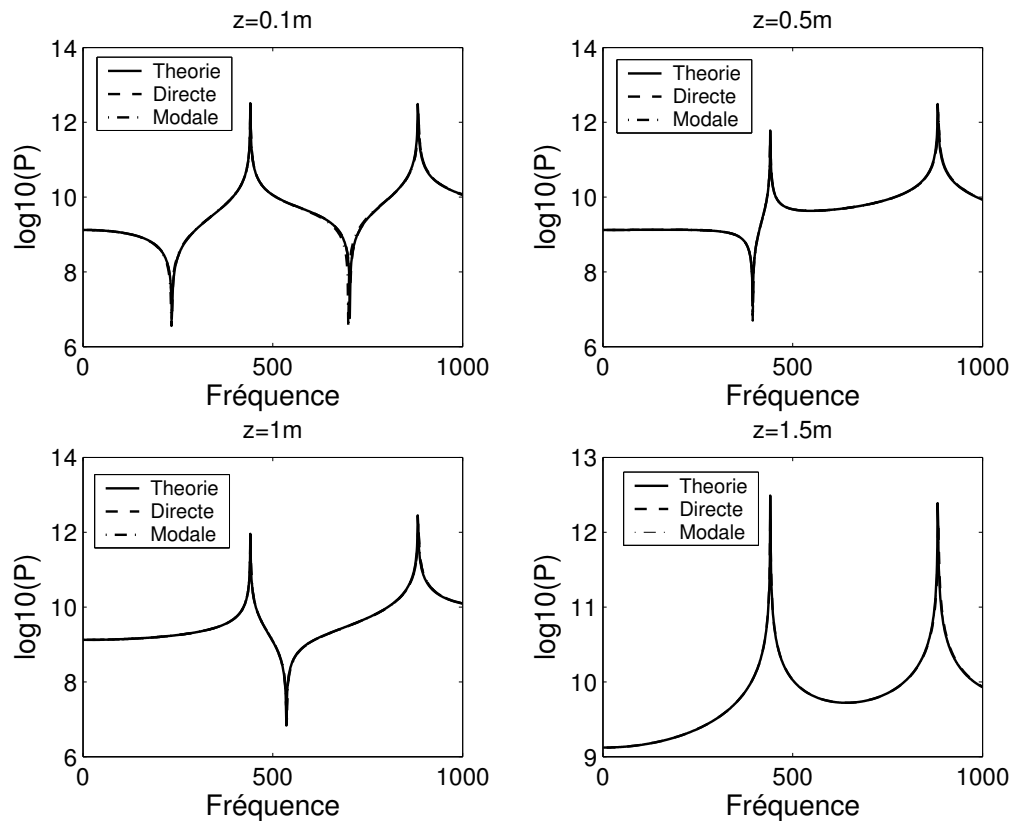 z=0.1m
14
12
10
8
6
log10(P)
Theorie
Directe
Modale
0
500
1000
Fréquence
z=0.5m
14
12
10
8
6
log10(P)
Theorie
Directe
Modale
0
500
1000
Fréquence
z=1m
14
12
10
8
6
log10(P)
Theorie
Directe
Modale
0
500
1000
Fréquence
z=1.5m
13
12
11
10
9
log10(P)
Theorie
Directe
Modale
0
500
1000
Fréquence